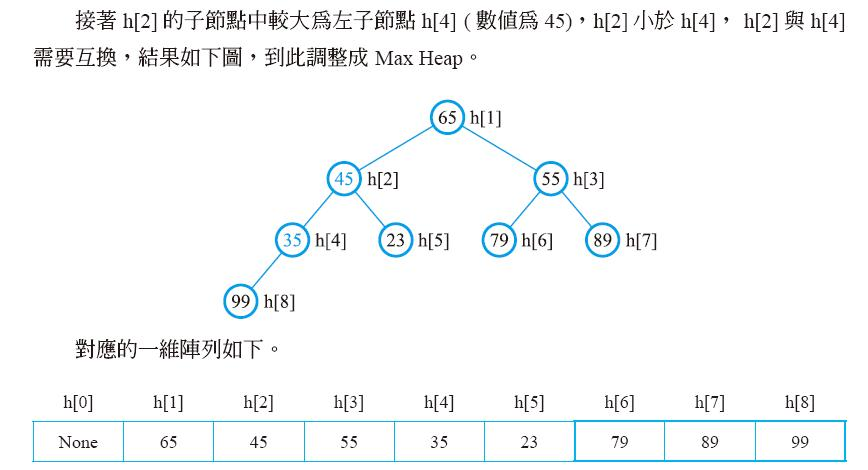 接著 h[2] 的子節點中較大為左子節點 h[4] ( 數值為 45)，h[2] 小於 h[4]， h[2] 與 h[4]
需要互換，結果如下圖，到此調整成 Max Heap。
65 h[1]
45 h[2] 55 h[3]
35 h[4] 23 h[5] 79 h[6] 89 h[7]
99 h[8]
對應的一維陣列如下。
h[0] h[1] h[2] h[3] h[4] h[5] h[6] h[7] h[8]
None 65 45 55 35 23 79 89 99